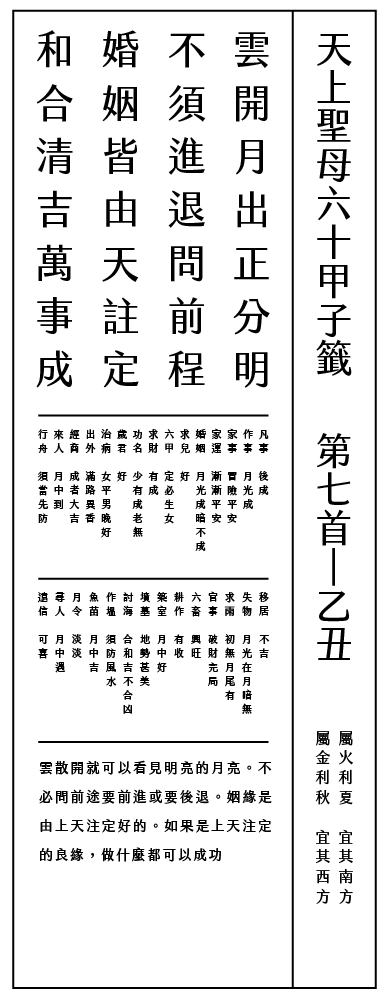 天上聖母六十甲子籤 第七首｜乙丑
屬火利夏 宜其南方
屬金利秋 宜其西方
雲開月出正分明
不須進退問前程
婚姻皆由天註定
和合清吉萬事成
凡事 後成
作事 月光成
家事 冒險平安
家運 漸漸平安
婚姻 月光成暗不成
求兒 好
六甲 定必生女
求財 有成
功名 少有成老無
歲君 好
治病 女平男晚好
出外 滿路異香
經商 成者大吉
來人 月中到
行舟 須當先防
移居 不吉
失物 月光在月暗無
求雨 初無月尾有
官事 破財完局
六畜 興旺
耕作 有收
築室 月中好
墳墓 地勢甚美
討海 合和吉不合凶
作塭 須防風水
魚苗 月中吉
月令 淡淡
尋人 月中遇
遠信 可喜
雲散開就可以看見明亮的月亮。不
必問前途要前進或要後退。姻緣是
由上天注定好的。如果是上天注定
的良緣，做什麼都可以成功